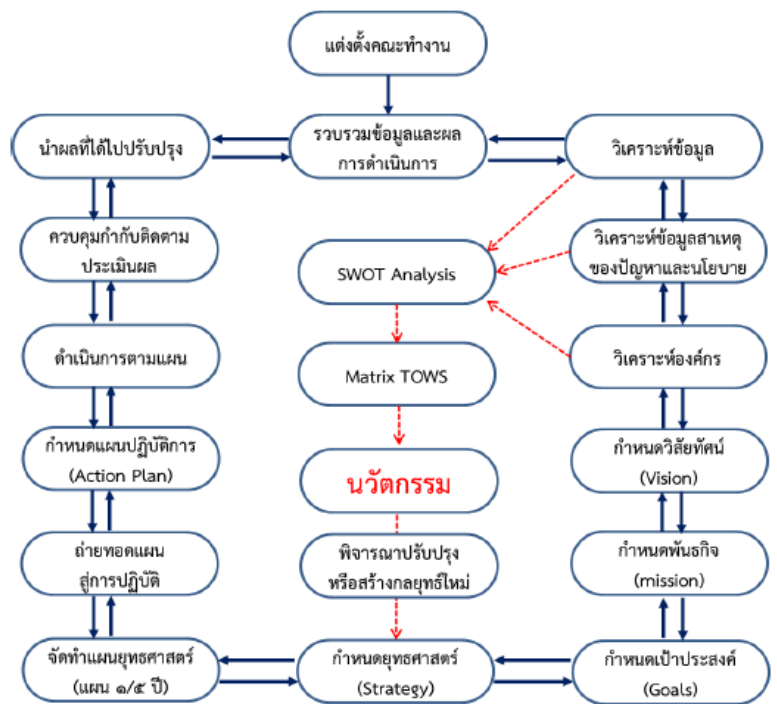 แต่งตั้งคณะทำงาน
นำผลที่ได้ไปปรับปรุง
รวบรวมข้อมูลและผล
การดำเนินการ
วิเคราะห์ข้อมูล
ควบคุมกำกับติดตาม
ประเมินผล
SWOT Analysis
วิเคราะห์ข้อมูลสาเหตุ
ของปัญหาและนโยบาย
ดำเนินการตามแผน
Matrix TOWS
วิเคราะห์องค์กร
กำหนดแผนปฏิบัติการ
(Action Plan)
นวัตกรรม
กำหนดวิสัยทัศน์
(Vision)
ถ่ายทอดแผน
สู่การปฏิบัติ
พิจารณาปรับปรุง
หรือสร้างกลยุทธ์ใหม่
กำหนดพันธกิจ
(mission)
จัดทำแผนยุทธศาสตร์
(แผน ๑/๕ ปี)
กำหนดยุทธศาสตร์
(Strategy)
กำหนดเป้าประสงค์
(Goals)